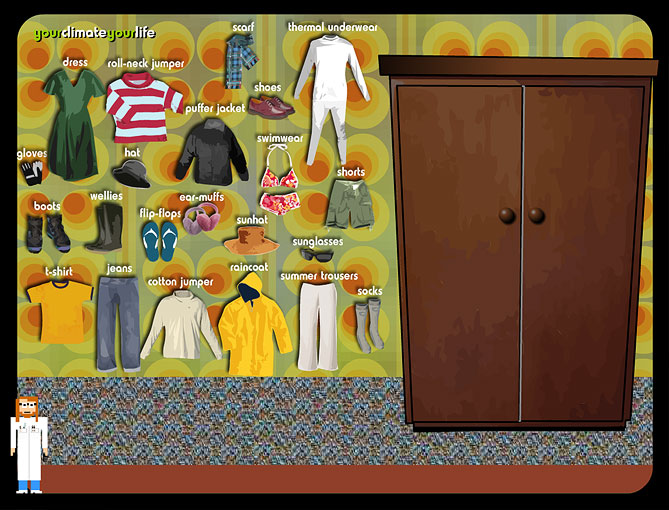 yourclimateyourlife
scarf
thermal underwear
dress
roll-neck jumper
shoes
puffer jacket
swimwear
gloves
hat
shorts
boots
wellies
ear-muffs
flip-flops
sunhat
sunglasses
t-shirt
jeans
cotton jumper
raincoat
summer trousers
socks